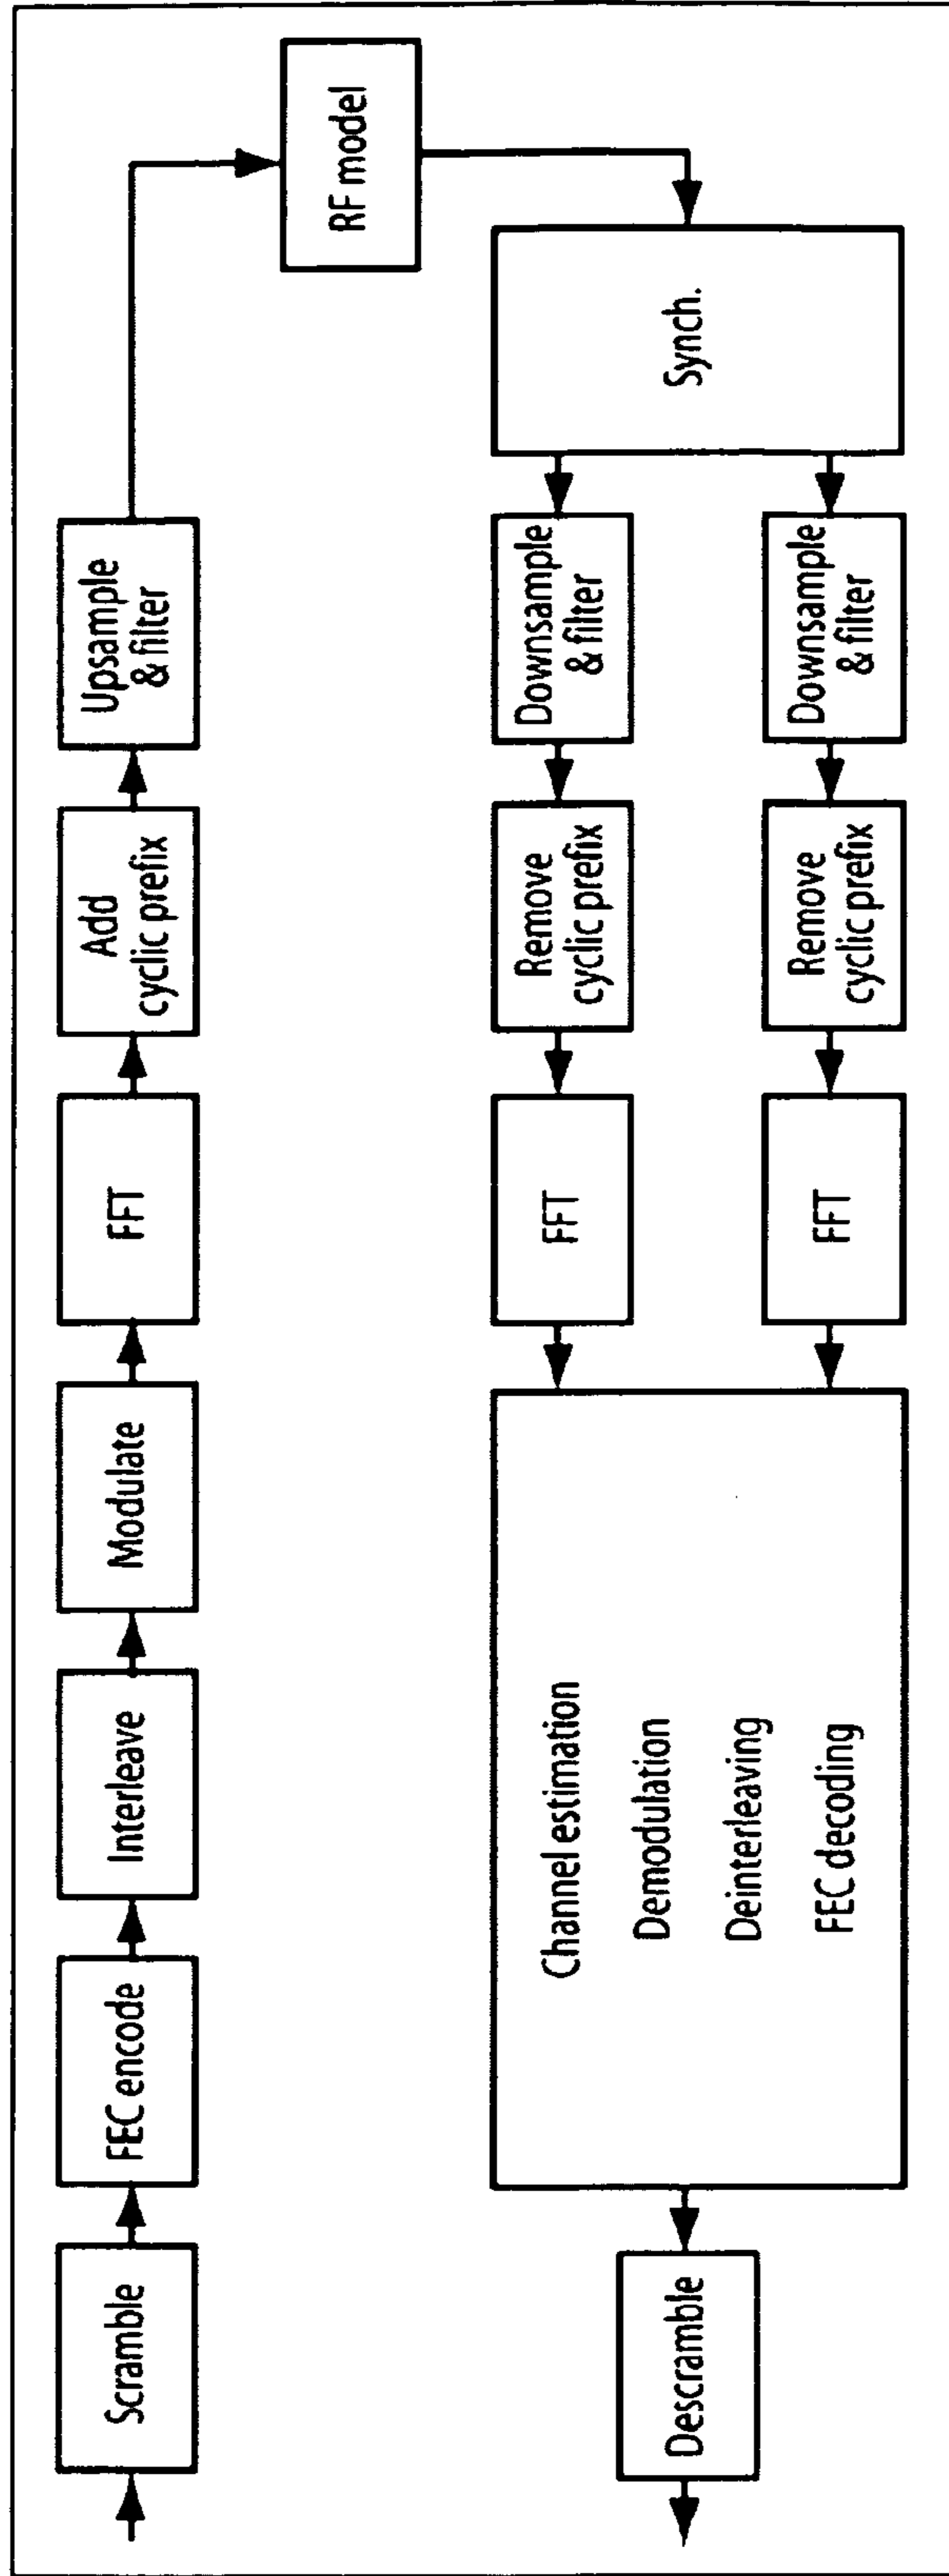 Scramble
FEC encode
Interleave
Modulate
FFT
Add
cyclic prefix
Upsample
& filter
RF model
Synch.
Downsample
& filter
Remove
cyclic prefix
FFT
Downsample
& filter
Remove
cyclic prefix
FFT
Channel estimation
Demodulation
Deinterleaving
FEC decoding
Descramble